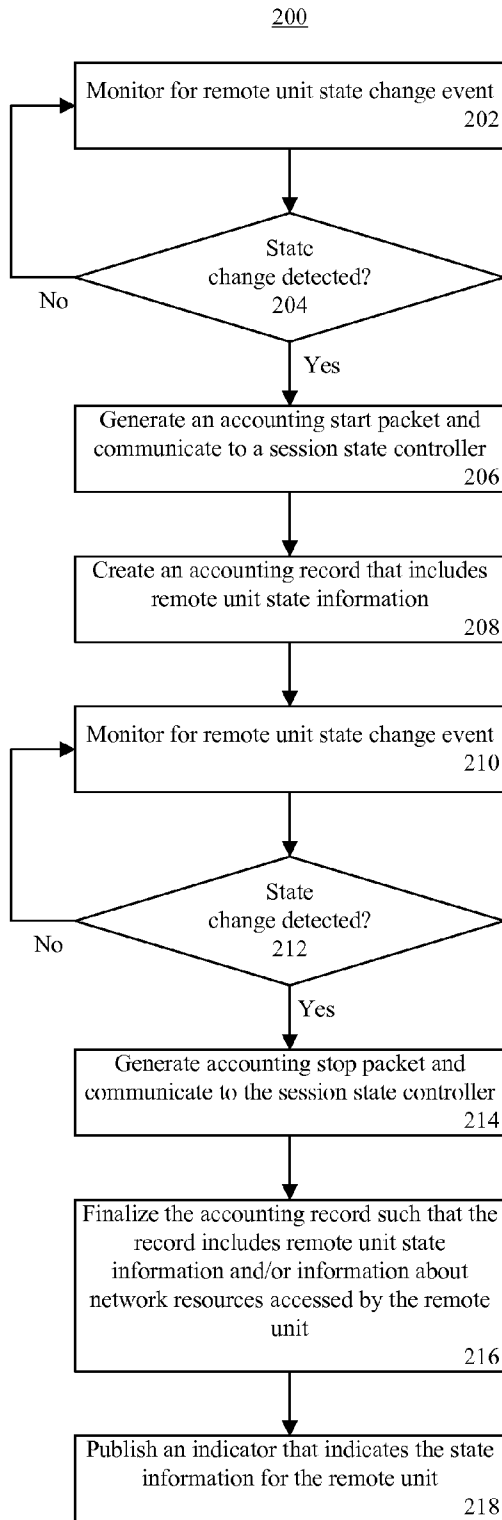 200
Monitor for remote unit state change event
202
State
change detected?
204
No
Yes
Generate an accounting start packet and
communicate to a session state controller
206
Create an accounting record that includes
remote unit state information
208
Monitor for remote unit state change event
210
State
change detected?
212
No
Yes
Generate accounting stop packet and
communicate to the session state controller
214
Finalize the accounting record such that the
record includes remote unit state
information and/or information about
network resources accessed by the remote
unit
216
Publish an indicator that indicates the state
information for the remote unit
218